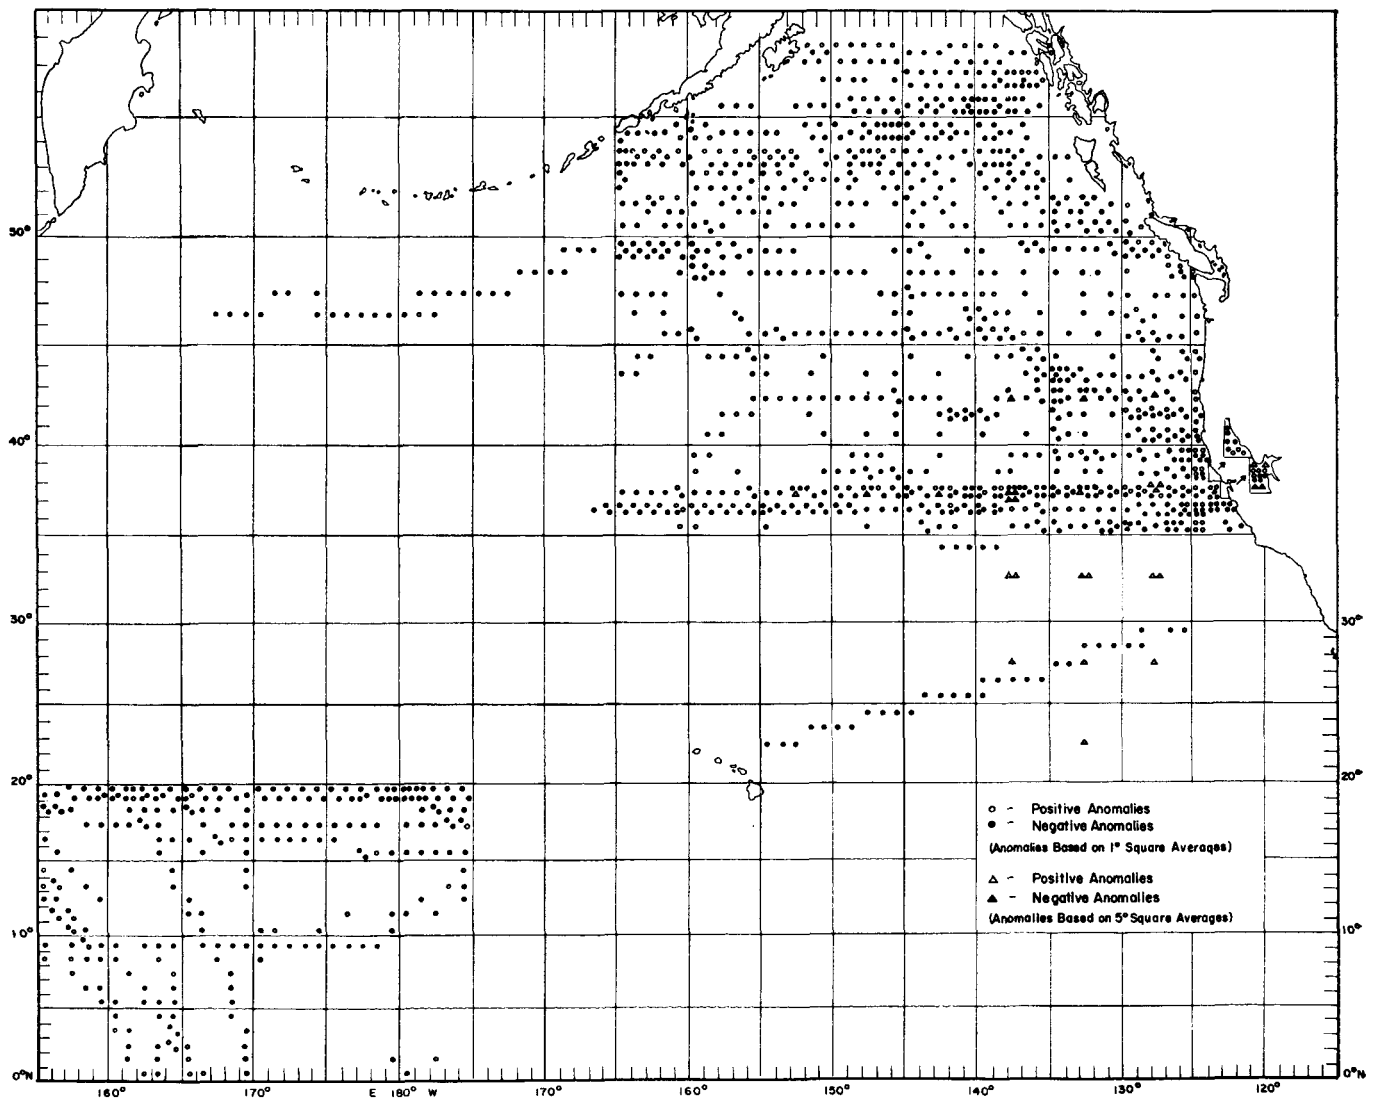 50°
40°
30°
30°
20°
20°
○ - Positive Anomalies
● - Negative Anomalies
(Anomalies Based on 1° Square Averages)
△ - Positive Anomalies
▲ - Negative Anomalies
(Anomalies Based on 5° Square Averages)
10°
10°
0°N
0°N
160° 170° E 180° W 170° 160° 150° 140° 130° 120°